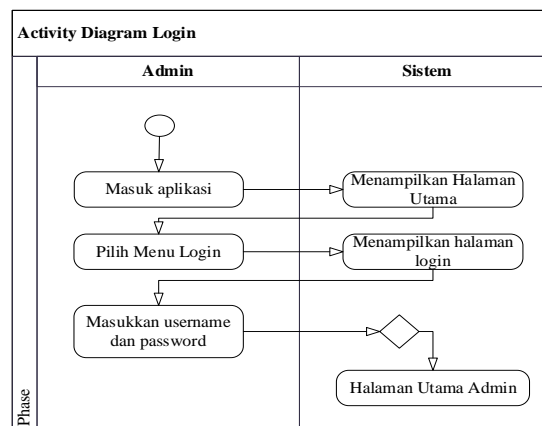 Activity Diagram Login
Admin
Sistem
Masuk aplikasi
Menampilkan Halaman
Utama
Pilih Menu Login
Menampilkan halaman
login
Masukkan username
dan password
Halaman Utama Admin
Phase